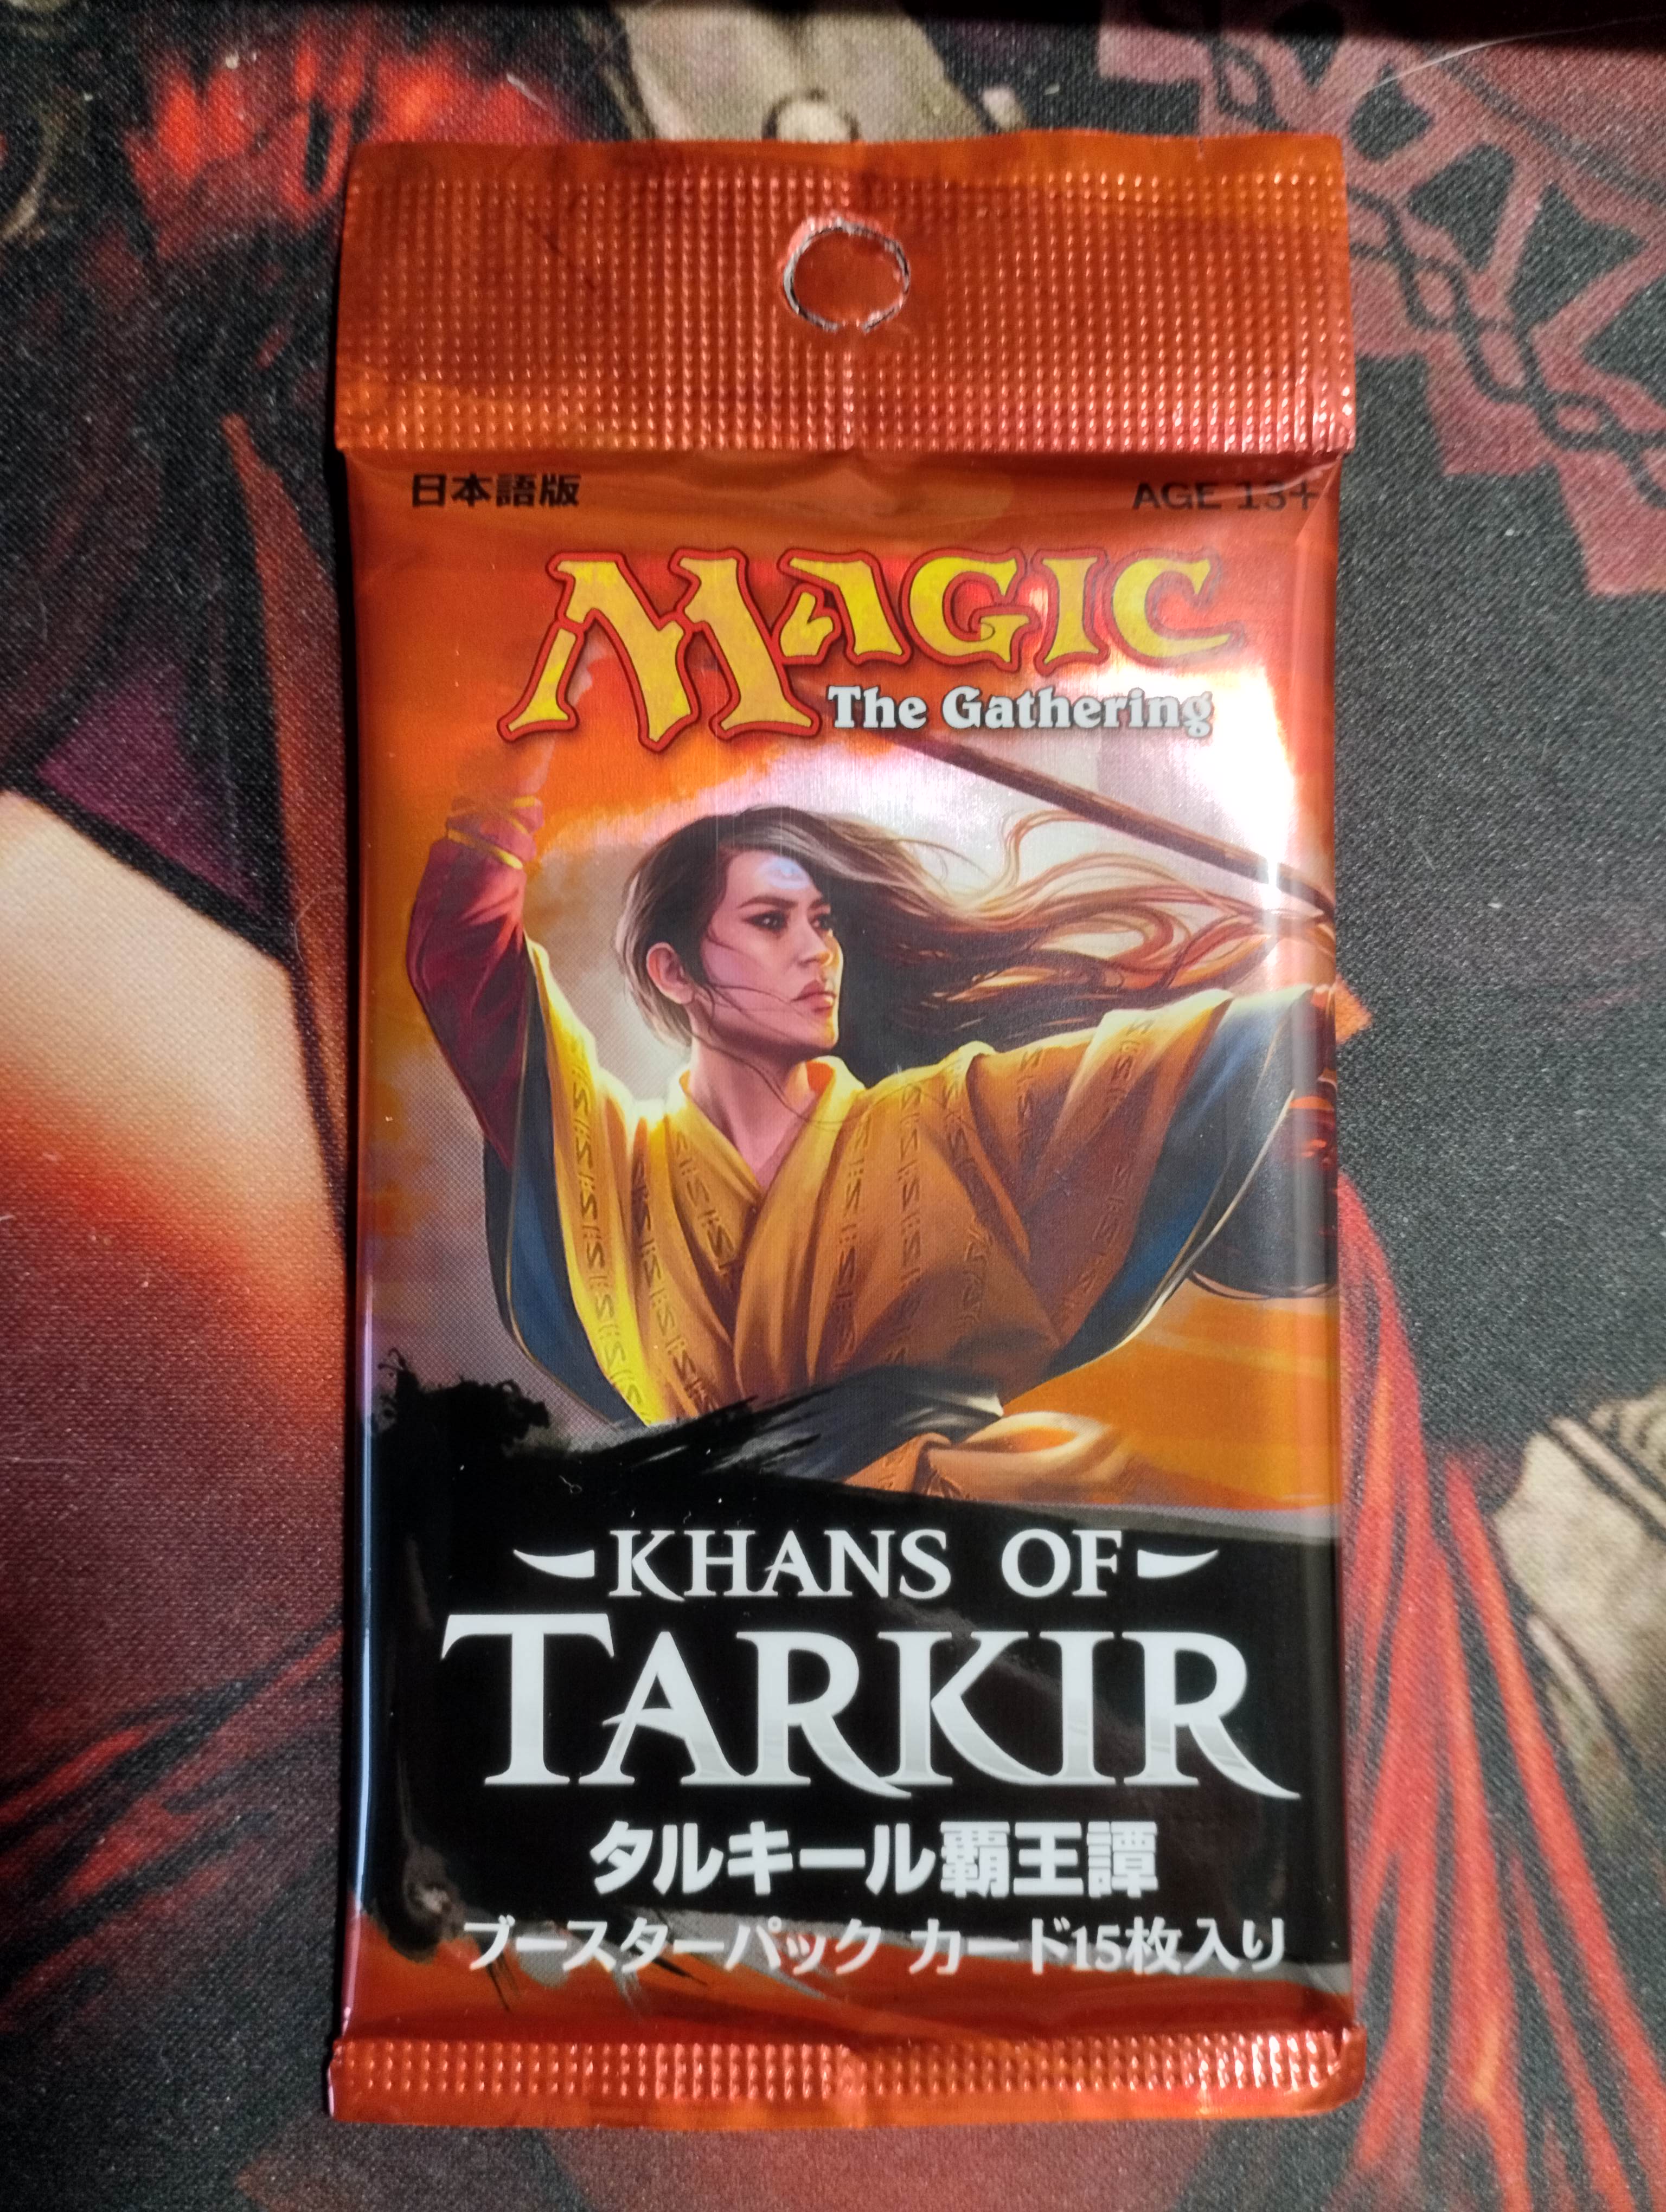 日本語版
AGE 13+
MAGIC
The Gathering
KHANS OF
TARKIR
タルキール覇王譚
ブースターパック カード15枚入り